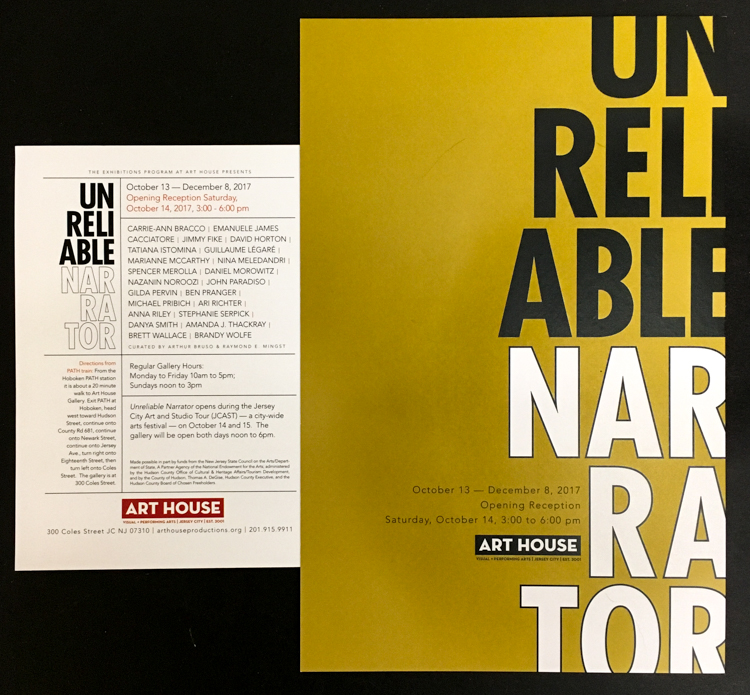 THE EXHIBITIONS PROGRAM AT ART HOUSE PRESENTS
UN
RELI
ABLE
NAR
RA
TOR
October 13 — December 8, 2017
Opening Reception Saturday,
October 14, 2017, 3:00 - 6:00 pm
CARRIE-ANN BRACCO | EMANUELE JAMES
CACCIATORE | JIMMY FIKE | DAVID HORTON |
TATIANA ISTOMINA | GUILLAUME LÉGARÉ |
MARIANNE MCCARTHY | NINA MELEDANDRI |
SPENCER MEROLLA | DANIEL MOROWITZ |
NAZANIN NOROOZI | JOHN PARADISO |
GILDA PERVIN | BEN PRANGER |
MICHAEL PRIBICH | ARI RICHTER |
ANNA RILEY | STEPHANIE SERPICK |
DANYA SMITH | AMANDA J. THACKRAY |
BRETT WALLACE | BRANDY WOLFE
CURATED BY ARTHUR BRUSO & RAYMOND E. MINGST
Directions from
PATH train: From the
Hoboken PATH station
it is about a 20 minute
walk to Art House
Gallery. Exit PATH at
Hoboken, head
west toward Hudson
Street, continue onto
County Rd 681, continue
onto Newark Street,
continue onto Jersey
Ave., turn right onto
Eighteenth Street, then
turn left onto Coles
Street. The gallery is at
300 Coles Street.
Regular Gallery Hours:
Monday to Friday 10am to 5pm;
Sundays noon to 3pm
Unreliable Narrator opens during the Jersey
City Art and Studio Tour (JCAST) — a city-wide
arts festival — on October 14 and 15. The
gallery will be open both days noon to 6pm.
Made possible in part by funds from the New Jersey State Council on the Arts/Depart-
ment of State, A Partner Agency of the National Endowment for the Arts; administered
by the Hudson County Office of Cultural & Heritage Affairs/Tourism Development,
and by the County of Hudson, Thomas A. DeGise, Hudson County Executive, and the
Hudson County Board of Chosen Freeholders.
ART HOUSE
VISUAL + PERFORMING ARTS | JERSEY CITY | EST. 2001
300 Coles Street JC NJ 07310 | arthouseproductions.org | 201.915.9911
UN
RELI
ABLE
NAR
RA
TOR
October 13 — December 8, 2017
Opening Reception
Saturday, October 14, 3:00 to 6:00 pm
ART HOUSE
VISUAL + PERFORMING ARTS | JERSEY CITY | EST. 2001